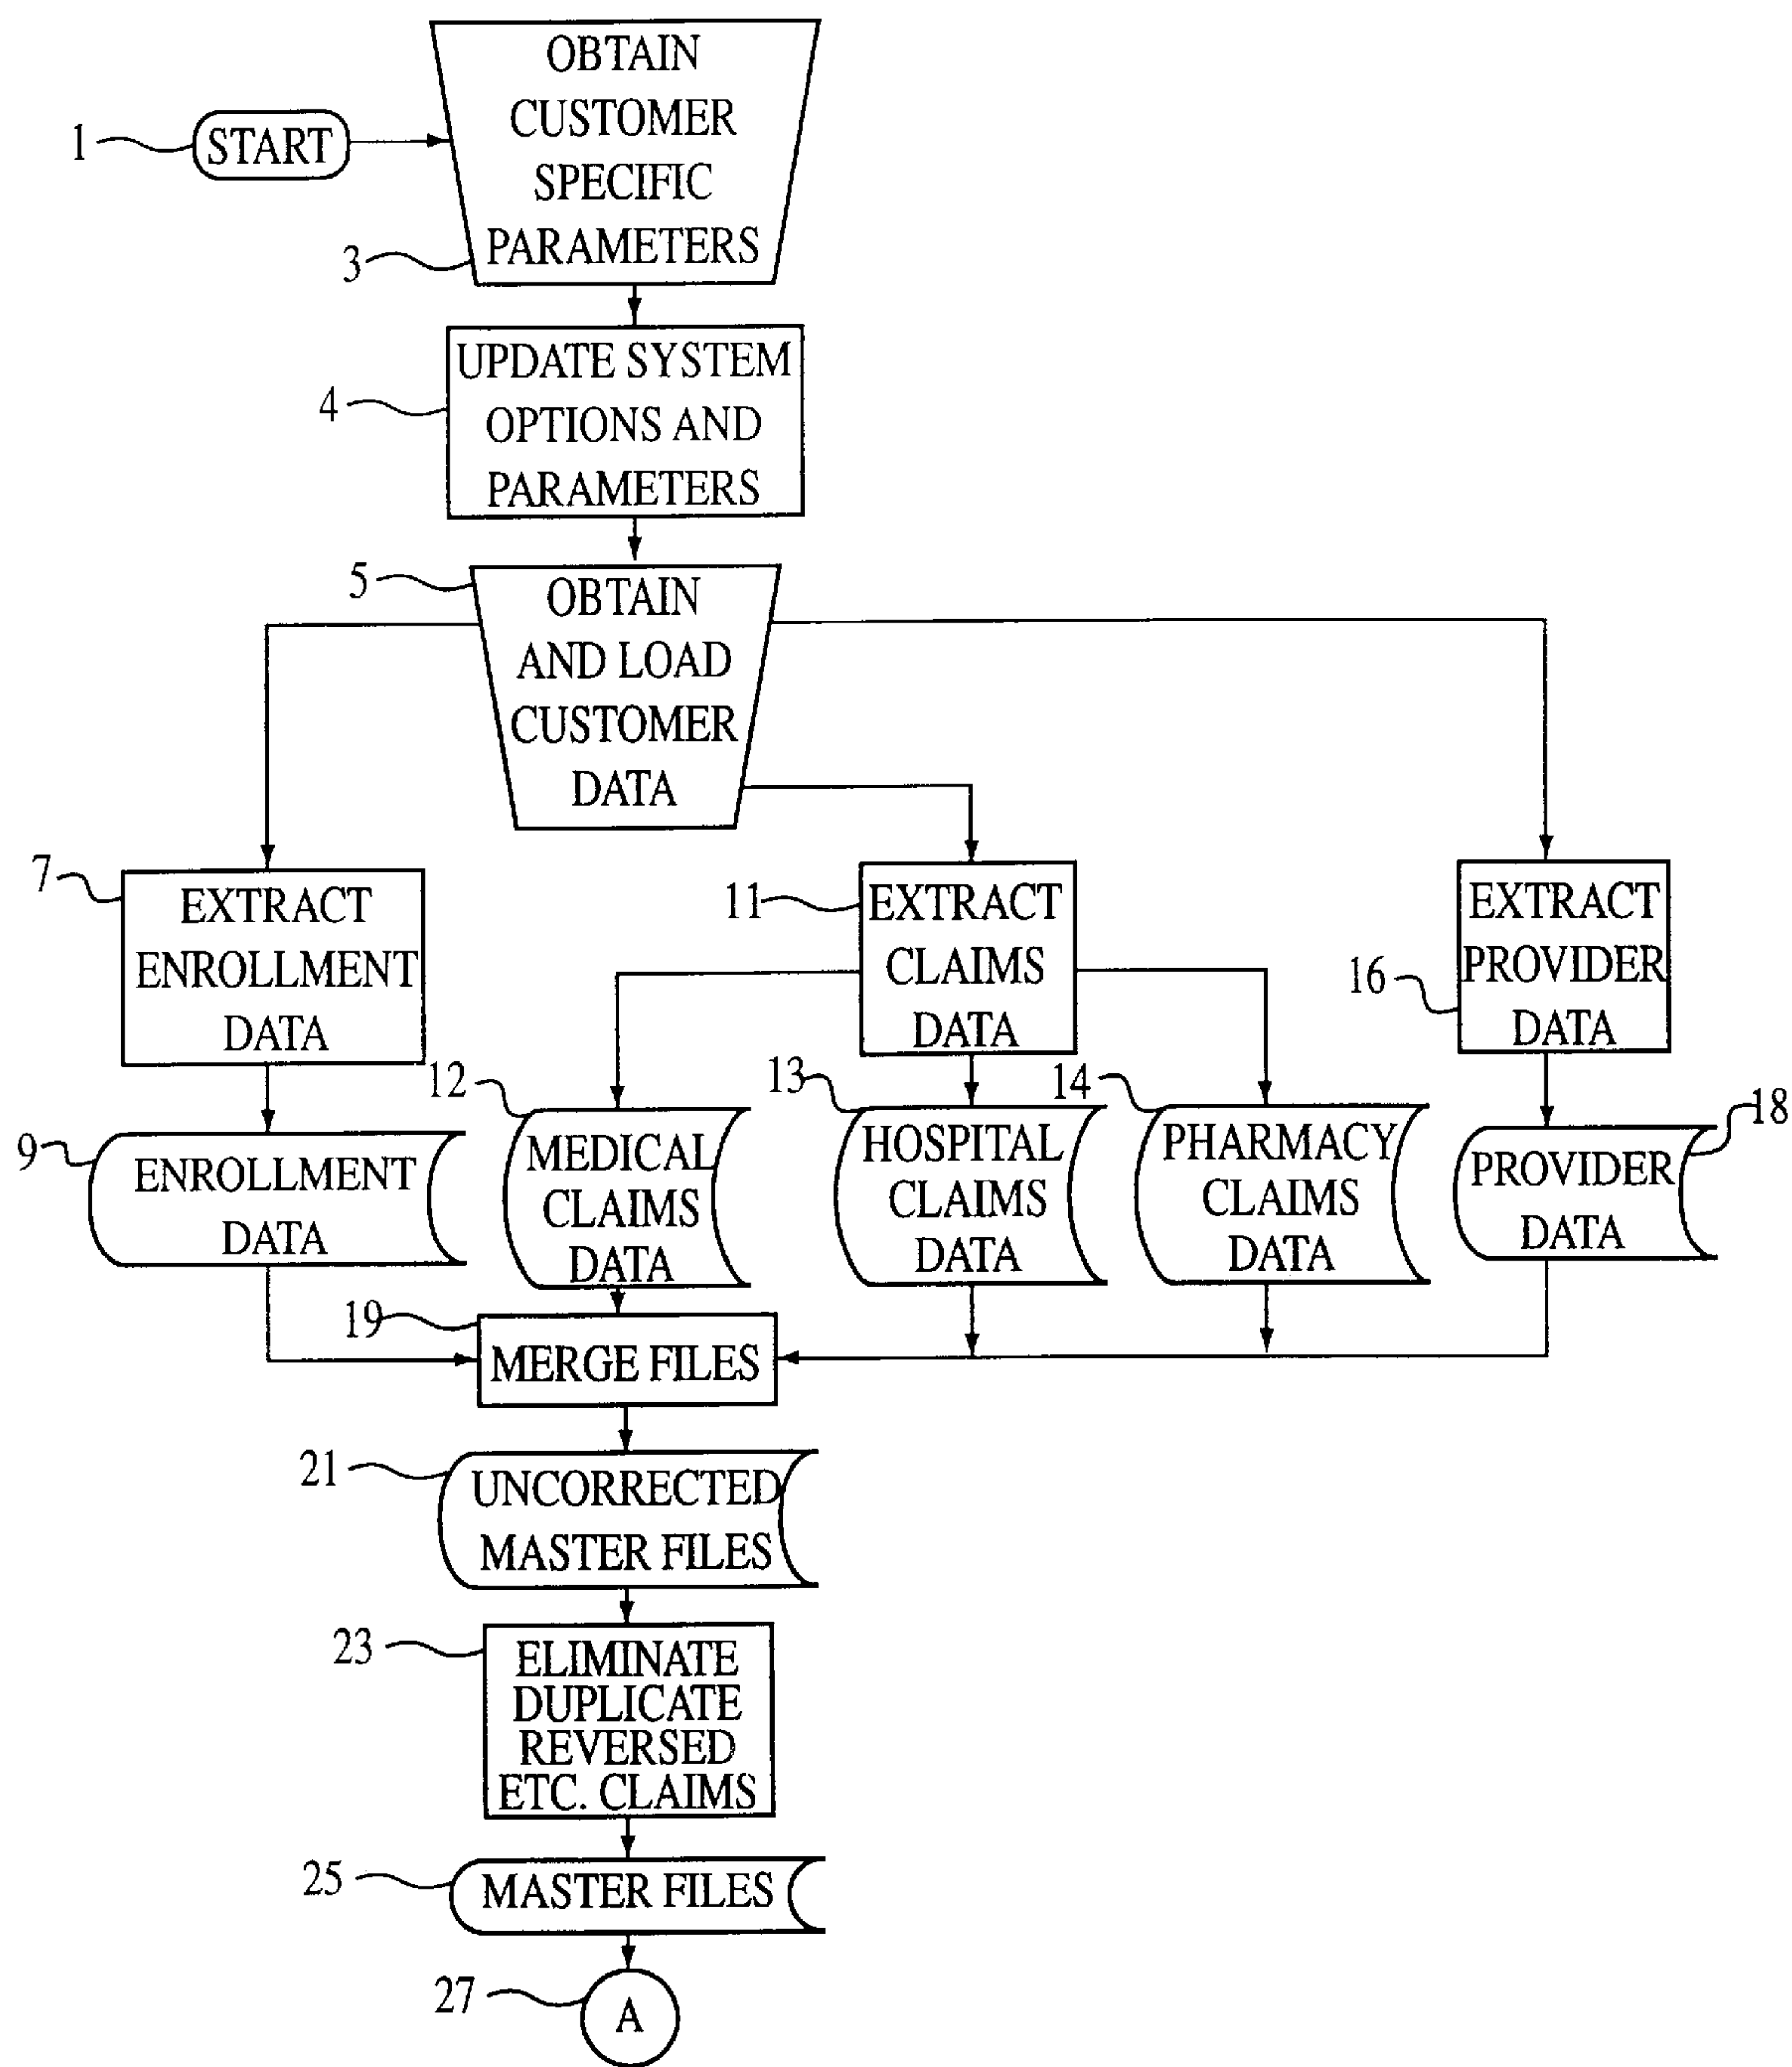 OBTAIN
CUSTOMER
SPECIFIC
PARAMETERS
1
START
3
UPDATE SYSTEM
OPTIONS AND
PARAMETERS
4
5
OBTAIN
AND LOAD
CUSTOMER
DATA
7
EXTRACT
ENROLLMENT
DATA
11
EXTRACT
CLAIMS
DATA
16
EXTRACT
PROVIDER
DATA
9
ENROLLMENT
DATA
12
MEDICAL
CLAIMS
DATA
13
HOSPITAL
CLAIMS
DATA
14
PHARMACY
CLAIMS
DATA
18
PROVIDER
DATA
19
MERGE FILES
21
UNCORRECTED
MASTER FILES
23
ELIMINATE
DUPLICATE
REVERSED
ETC. CLAIMS
25
MASTER FILES
27
A